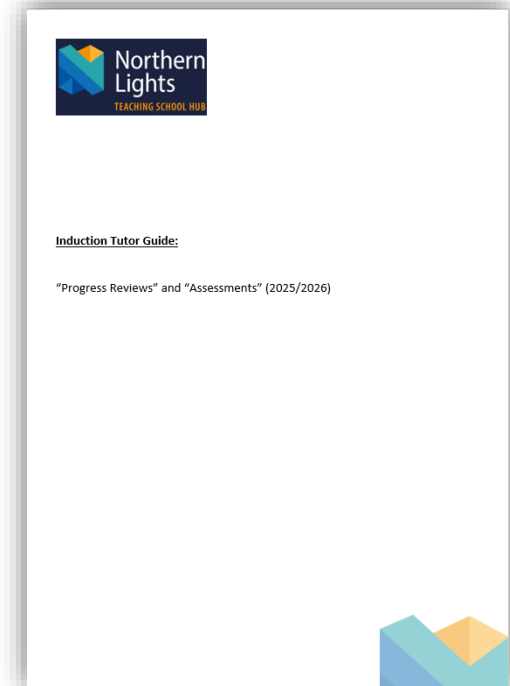 Northern
Lights
TEACHING SCHOOL HUB
Induction Tutor Guide:
“Progress Reviews” and “Assessments” (2025/2026)